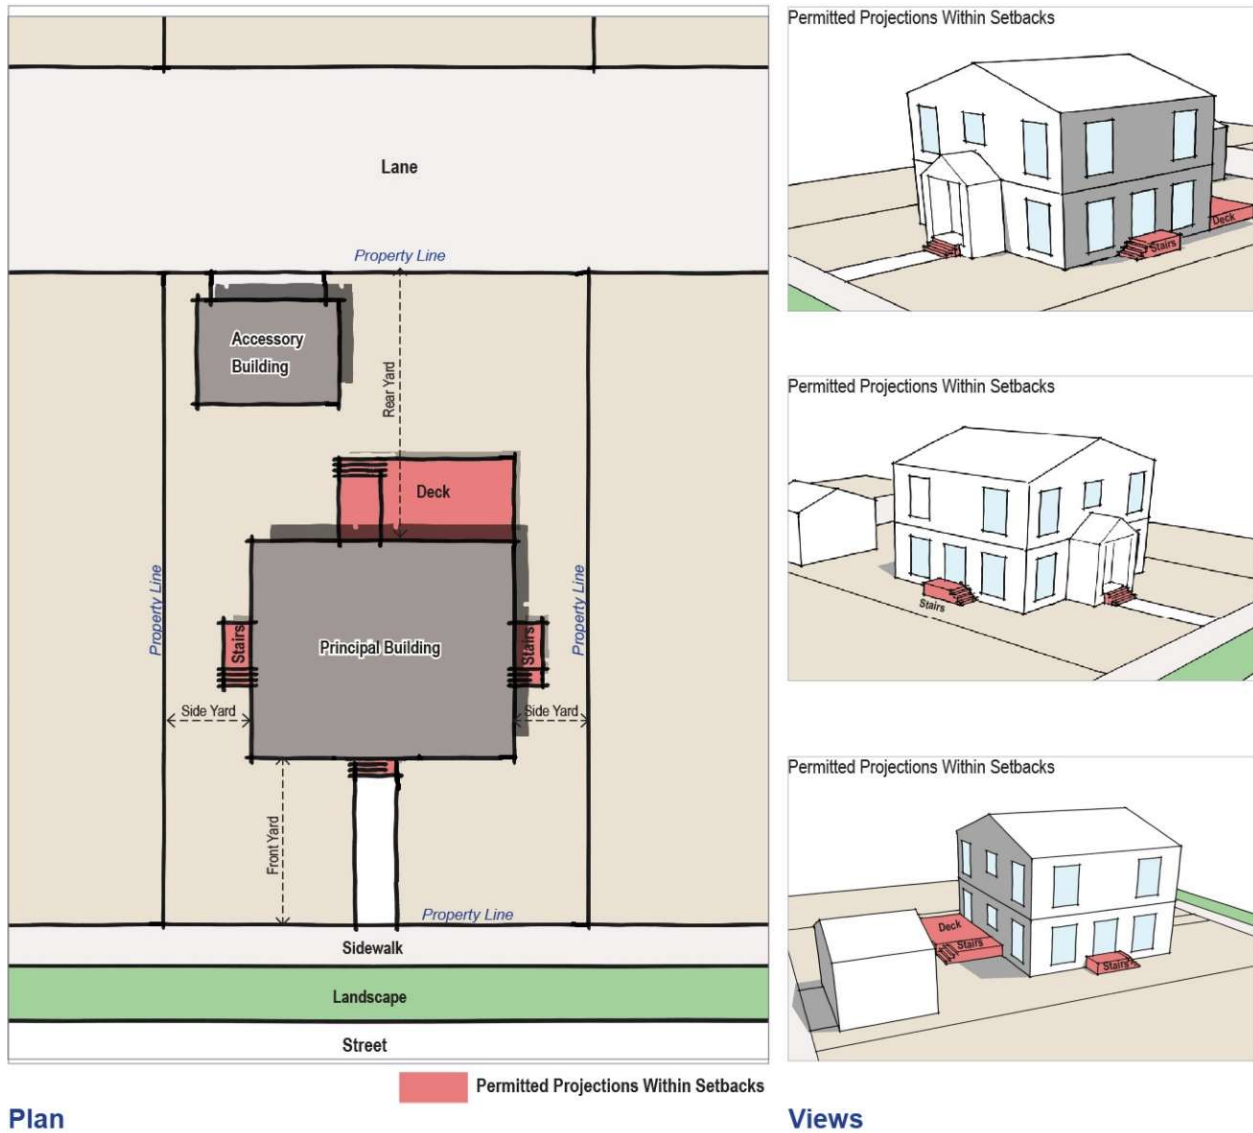 Lane
Property Line
Accessory
Building
Rear Yard
Deck
Property Line
Stairs
Principal Building
Stairs
Property Line
Side Yard
Side Yard
Front Yard
Property Line
Sidewalk
Landscape
Street
Permitted Projections Within Setbacks
Plan
Permitted Projections Within Setbacks
Deck
Stairs
Permitted Projections Within Setbacks
Stairs
Permitted Projections Within Setbacks
Deck
Stairs
Stairs
Views